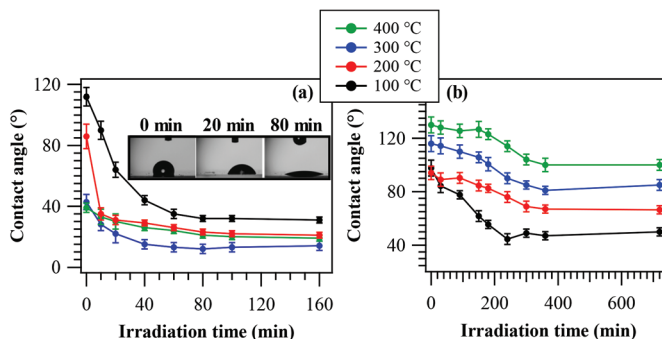 400 °C
300 °C
200 °C
100 °C
(a)
(b)
0 min 20 min 80 min
Contact angle (°)
120
80
40
0
0 40 80 120 160
Irradiation time (min)
Contact angle (°)
120
80
40
0 200 400 600
Irradiation time (min)